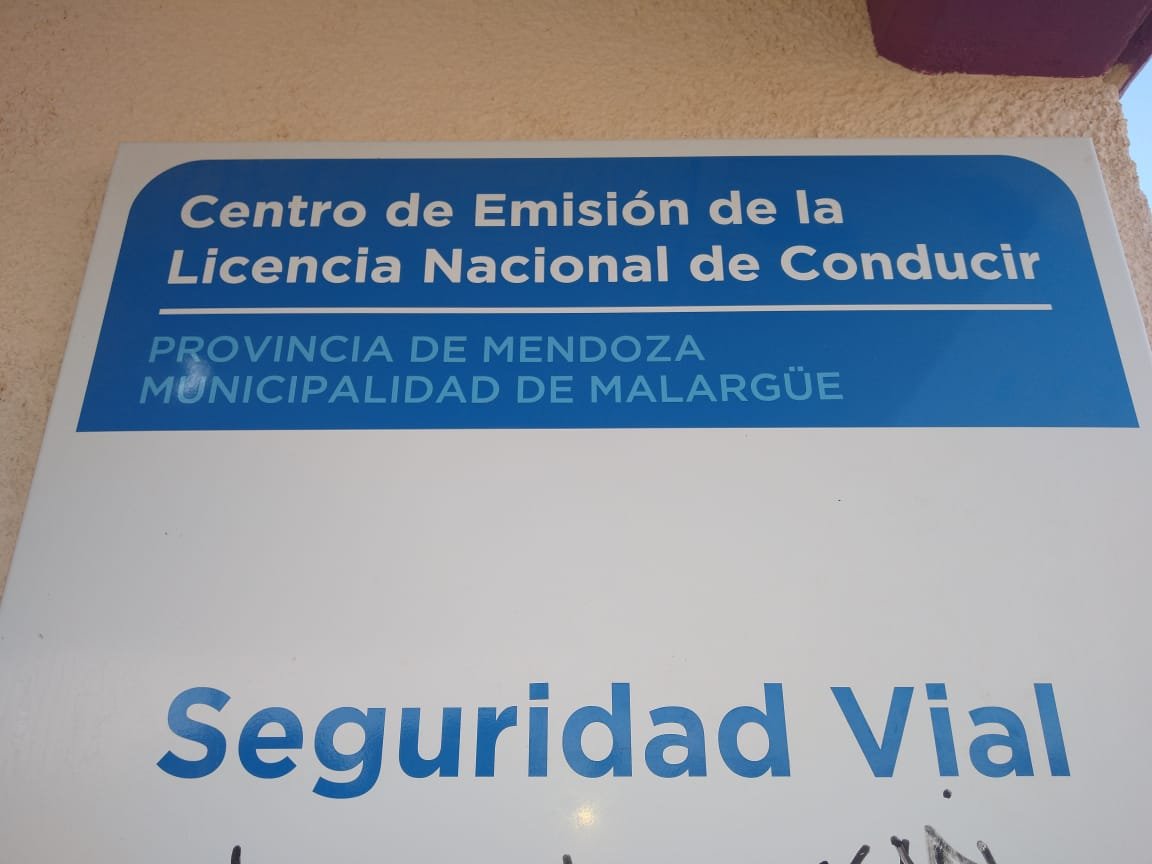 Centro de Emisión de la
Licencia Nacional de Conducir
PROVINCIA DE MENDOZA
MUNICIPALIDAD DE MALARGÜE
Seguridad Vial